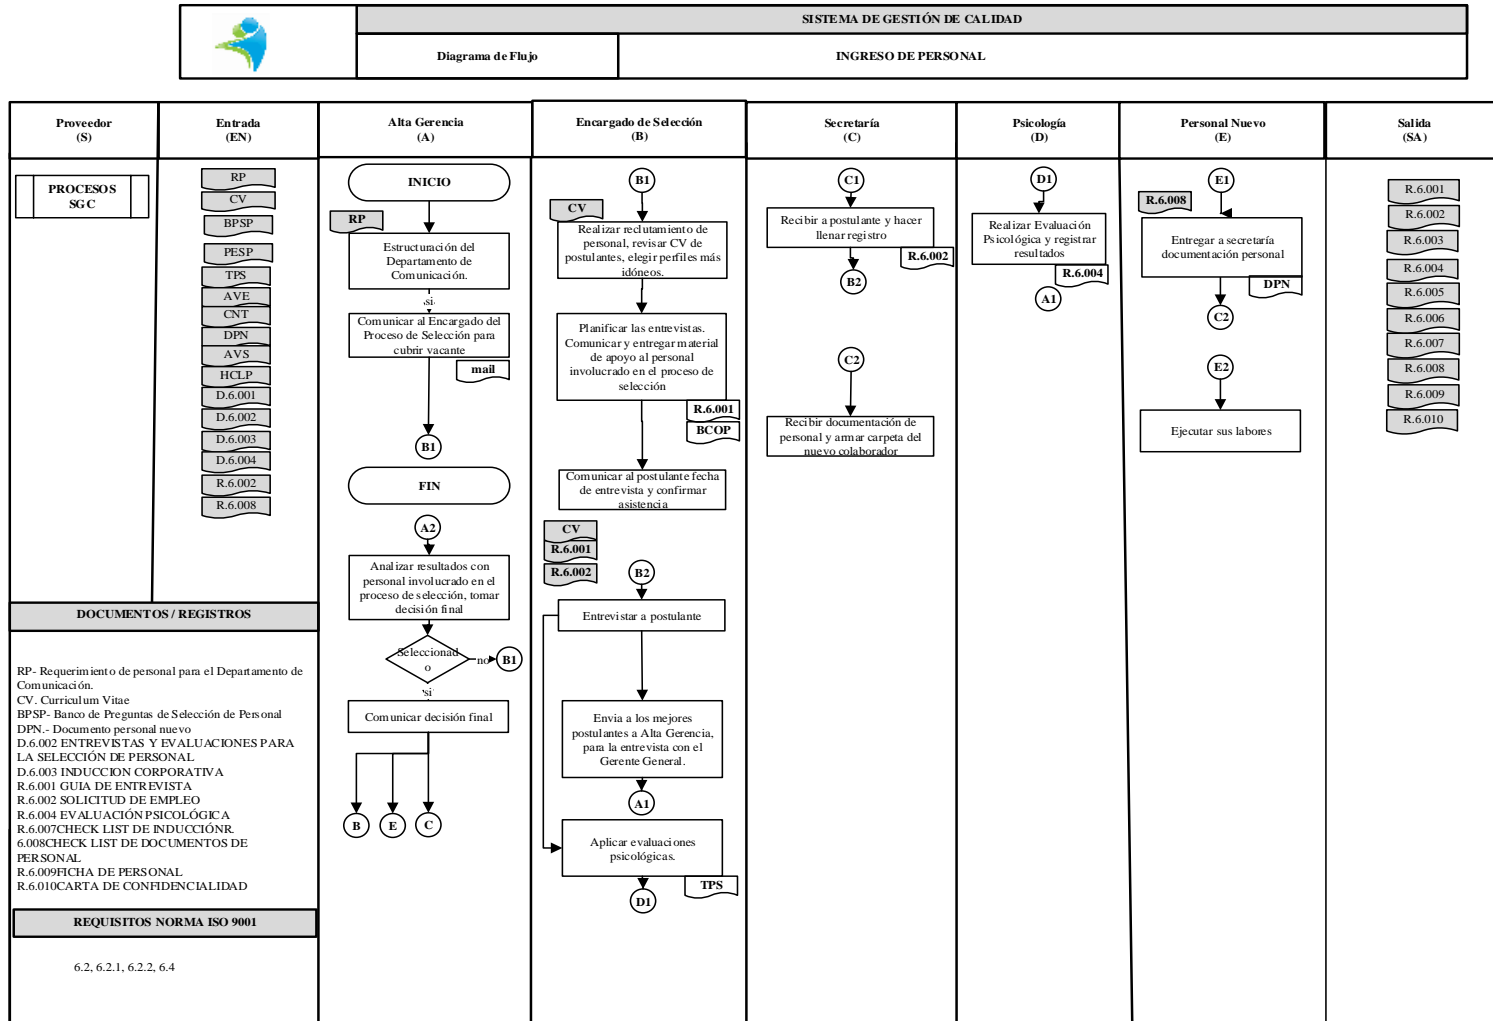 SISTEMA DE GESTIÓN DE CALIDAD
Diagrama de Flujo
INGRESO DE PERSONAL
Proveedor
(S)
Entrada
(EN)
Alta Gerencia
(A)
Encargado de Selección
(B)
Secretaría
(C)
Psicología
(D)
Personal Nuevo
(E)
Salida
(SA)
PROCESOS
SGC
RP
CV
BPSP
PESP
TPS
AVE
CNT
DPN
AVS
HCLP
D.6.001
D.6.002
D.6.003
D.6.004
R.6.002
R.6.008
INICIO
RP
Estructuración del
Departamento de
Comunicación.
si
Comunicar al Encargado del
Proceso de Selección para
cubrir vacante
mail
B1
FIN
A2
Analizar resultados con
personal involucrado en el
proceso de selección, tomar
decisión final
Seleccionad
o
no
B1
si
Comunicar decisión final
B
E
C
B1
CV
Realizar reclutamiento de
personal, revisar CV de
postulantes, elegir perfiles más
idóneos.
Planificar las entrevistas.
Comunicar y entregar material
de apoyo al personal
involucrado en el proceso de
selección
R.6.001
BCOP
Comunicar al postulante fecha
de entrevista y confirmar
asistencia
CV
R.6.001
R.6.002
B2
Entrevistar a postulante
Envia a los mejores
postulantes a Alta Gerencia,
para la entrevista con el
Gerente General.
A1
Aplicar evaluaciones
psicológicas.
TPS
D1
C1
Recibir a postulante y hacer
llenar registro
R.6.002
B2
C2
Recibir documentación de
personal y armar carpeta del
nuevo colaborador
D1
Realizar Evaluación
Psicológica y registrar
resultados
R.6.004
A1
E1
R.6.008
Entregar a secretaría
documentación personal
DPN
C2
E2
Ejecutar sus labores
R.6.001
R.6.002
R.6.003
R.6.004
R.6.005
R.6.006
R.6.007
R.6.008
R.6.009
R.6.010
DOCUMENTOS / REGISTROS
RP- Requerimiento de personal para el Departamento de
Comunicación.
CV. Curriculum Vitae
BPSP- Banco de Preguntas de Selección de Personal
DPN.- Documento personal nuevo
D.6.002 ENTREVISTAS Y EVALUACIONES PARA
LA SELECCIÓN DE PERSONAL
D.6.003 INDUCCION CORPORATIVA
R.6.001 GUIA DE ENTREVISTA
R.6.002 SOLICITUD DE EMPLEO
R.6.004 EVALUACIÓN PSICOLÓGICA
R.6.007CHECK LIST DE INDUCCIÓNR.
6.008CHECK LIST DE DOCUMENTOS DE
PERSONAL
R.6.009FICHA DE PERSONAL
R.6.010CARTA DE CONFIDENCIALIDAD
REQUISITOS NORMA ISO 9001
6.2, 6.2.1, 6.2.2, 6.4